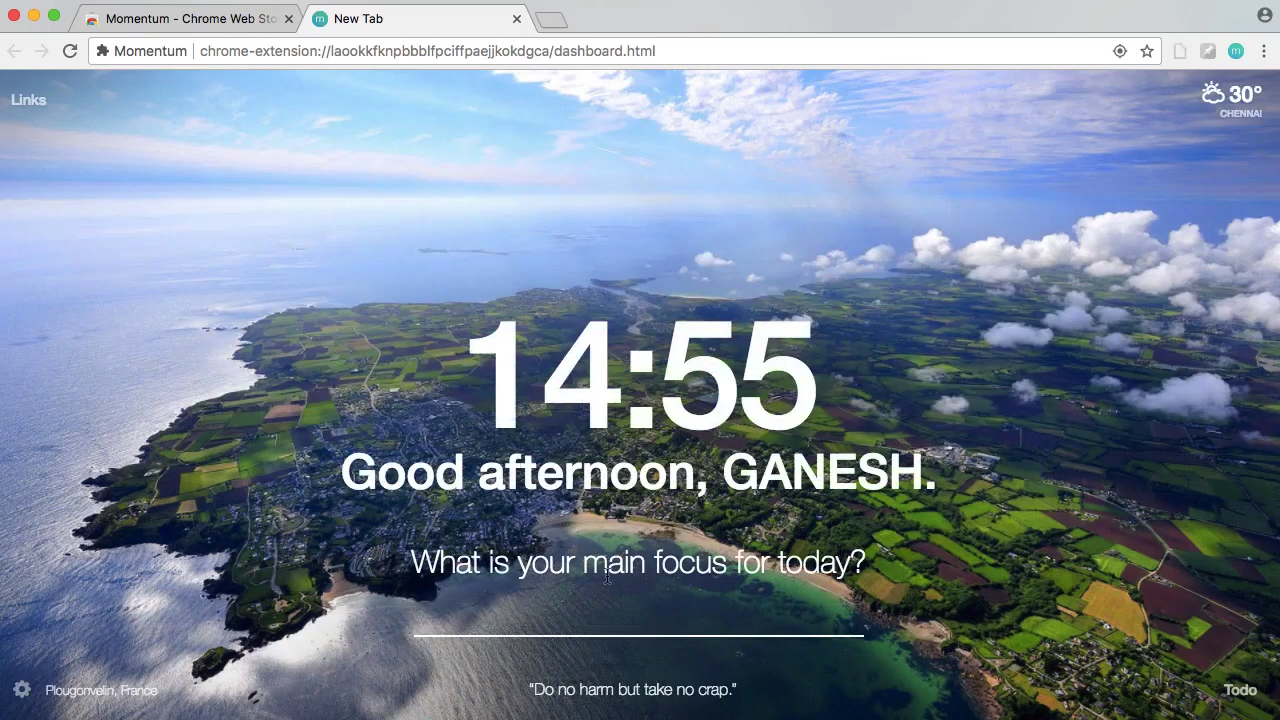 Momentum - Chrome Web Sto
New Tab
Momentum
chrome-extension://laookkfknpbbblfpciffpaejjkokdgca/dashboard.html
Links
30°
CHENNAI
14:55
Good afternoon, GANESH.
What is your main focus for today?
Plougonvelin, France
“Do no harm but take no crap.”
Todo